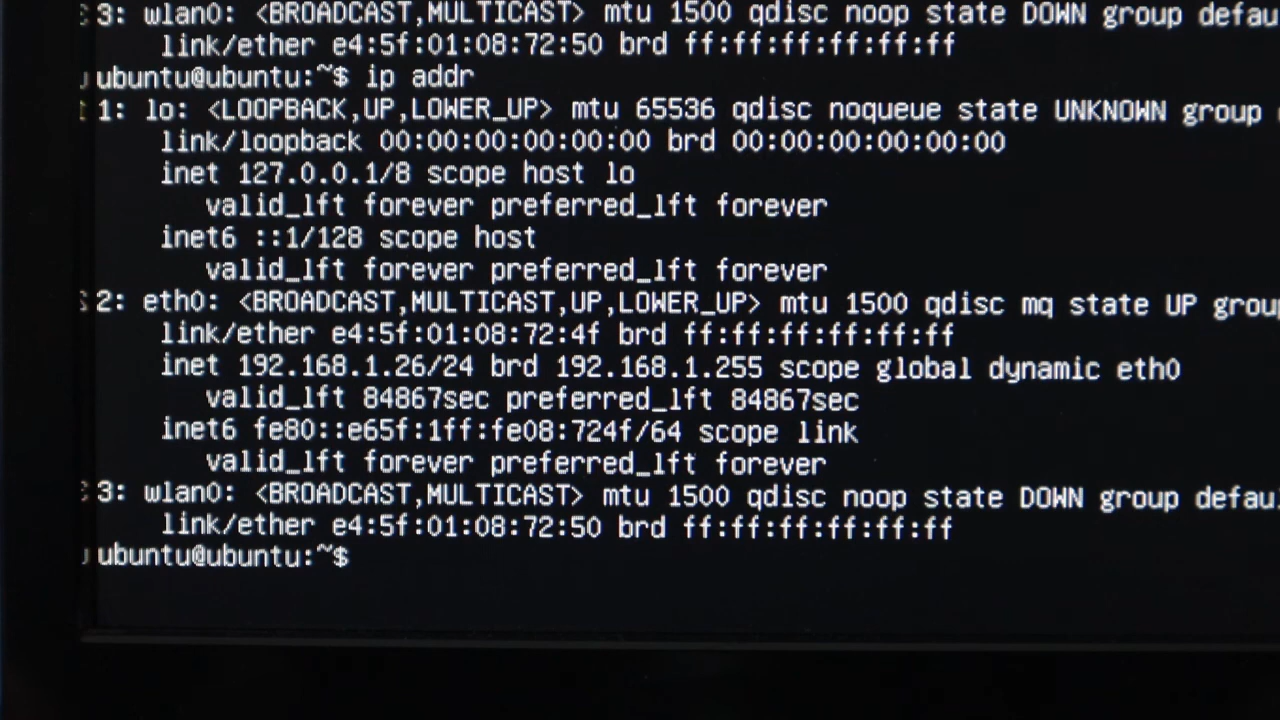 3: wlan0: <BROADCAST,MULTICAST> mtu 1500 qdisc noop state DOWN group defau
link/ether e4:5f:01:08:72:50 brd ff:ff:ff:ff:ff:ff
ubuntu@ubuntu:~$ ip addr
1: lo: <LOOPBACK,UP,LOWER_UP> mtu 65536 qdisc noqueue state UNKNOWN group
link/loopback 00:00:00:00:00:00 brd 00:00:00:00:00:00
inet 127.0.0.1/8 scope host lo
valid_lft forever preferred_lft forever
inet6 ::1/128 scope host
valid_lft forever preferred_lft forever
2: eth0: <BROADCAST,MULTICAST,UP,LOWER_UP> mtu 1500 qdisc mq state UP grou
link/ether e4:5f:01:08:72:4f brd ff:ff:ff:ff:ff:ff
inet 192.168.1.26/24 brd 192.168.1.255 scope global dynamic eth0
valid_lft 84867sec preferred_lft 84867sec
inet6 fe80::e65f:1ff:fe08:724f/64 scope link
valid_lft forever preferred_lft forever
3: wlan0: <BROADCAST,MULTICAST> mtu 1500 qdisc noop state DOWN group defau
link/ether e4:5f:01:08:72:50 brd ff:ff:ff:ff:ff:ff
ubuntu@ubuntu:~$